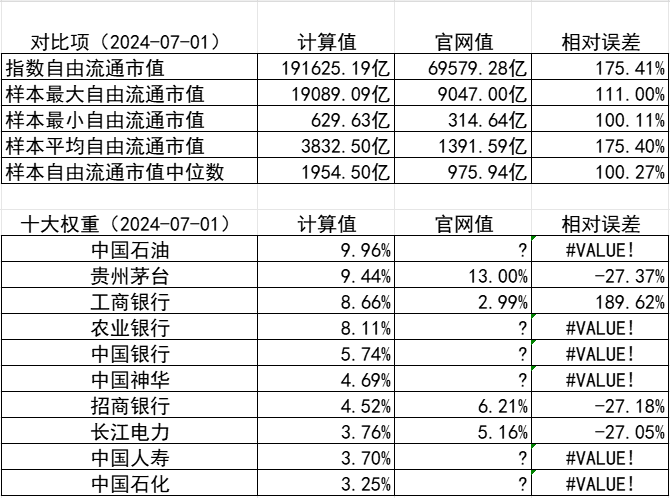 对比项（2024-07-01） 计算值 官网值 相对误差
指数自由流通市值 191625.19亿 69579.28亿 175.41%
样本最大自由流通市值 19089.09亿 9047.00亿 111.00%
样本最小自由流通市值 629.63亿 314.64亿 100.11%
样本平均自由流通市值 3832.50亿 1391.59亿 175.40%
样本自由流通市值中位数 1954.50亿 975.94亿 100.27%
十大权重（2024-07-01） 计算值 官网值 相对误差
中国石油 9.96% ? #VALUE!
贵州茅台 9.44% 13.00% -27.37%
工商银行 8.66% 2.99% 189.62%
农业银行 8.11% ? #VALUE!
中国银行 5.74% ? #VALUE!
中国神华 4.69% ? #VALUE!
招商银行 4.52% 6.21% -27.18%
长江电力 3.76% 5.16% -27.05%
中国人寿 3.70% ? #VALUE!
中国石化 3.25% ? #VALUE!